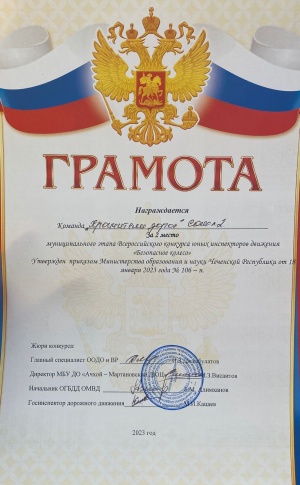 ГРАМОТА
Награждается
Команда
За 2 место
муниципального этапа Всероссийского конкурса юных инспекторов движения
«Безопасное колесо»
Утвержден приказом Министерства образования и науки Чеченской Республики от 18
января 2023 года № 106 – п.
Жюри конкурса:
Главный специалист ООДО и ВР
Директор МБУ ДО «Ачхой – Мартановский ДЮЦ»
Начальник ОГБДД ОМВД
Госинспектор дорожного движения
2023 год